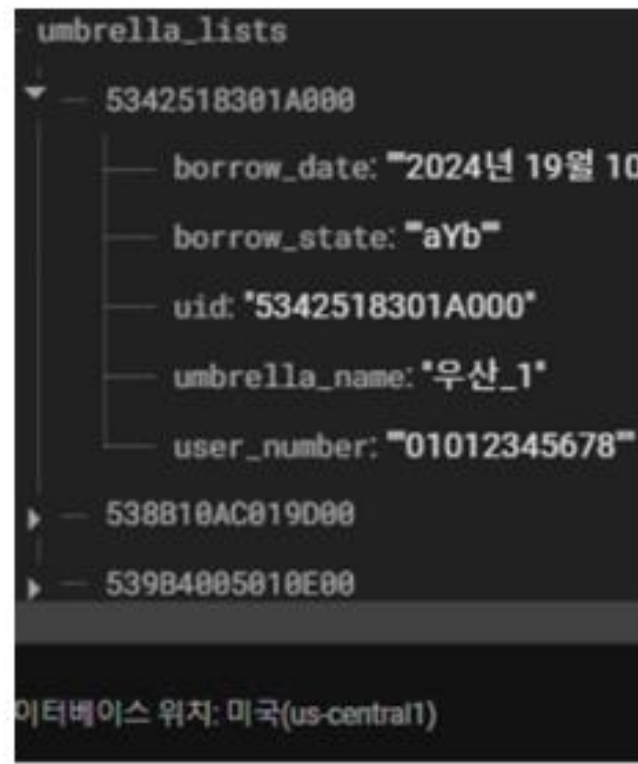 umbrella_lists
5342518301A000
borrow_date: ""2024년 19월 10
borrow_state: ""aYb""
uid: "5342518301A000"
umbrella_name: "우산_1"
user_number: ""01012345678""
538B10AC019D00
539B4005010E00
이터베이스 위치: 미국(us-central1)